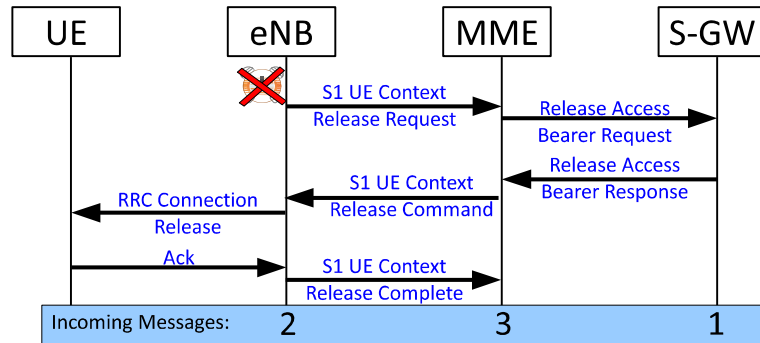 UE eNB MME S-GW
S1 UE Context
Release Request
Release Access
Bearer Request
Release Access
Bearer Response
S1 UE Context
Release Command
RRC Connection
Release
Ack
S1 UE Context
Release Complete
Incoming Messages: 2 3 1